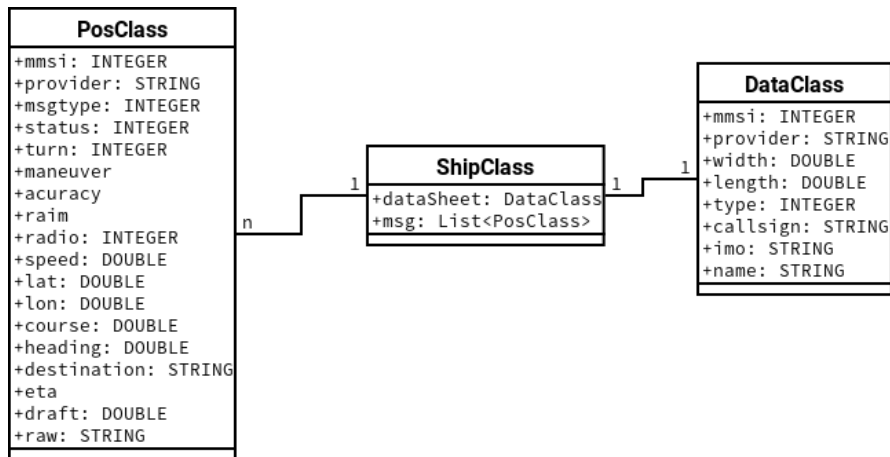 PosClass
+mmsi: INTEGER
+provider: STRING
+msgtype: INTEGER
+status: INTEGER
+turn: INTEGER
+maneuver
+acuracy
+raim
+radio: INTEGER
+speed: DOUBLE
+lat: DOUBLE
+lon: DOUBLE
+course: DOUBLE
+heading: DOUBLE
+destination: STRING
+eta
+draft: DOUBLE
+raw: STRING
n
1
ShipClass
+dataSheet: DataClass
+msg: List<PosClass>
1
1
DataClass
+mmsi: INTEGER
+provider: STRING
+width: DOUBLE
+length: DOUBLE
+type: INTEGER
+callsign: STRING
+imo: STRING
+name: STRING